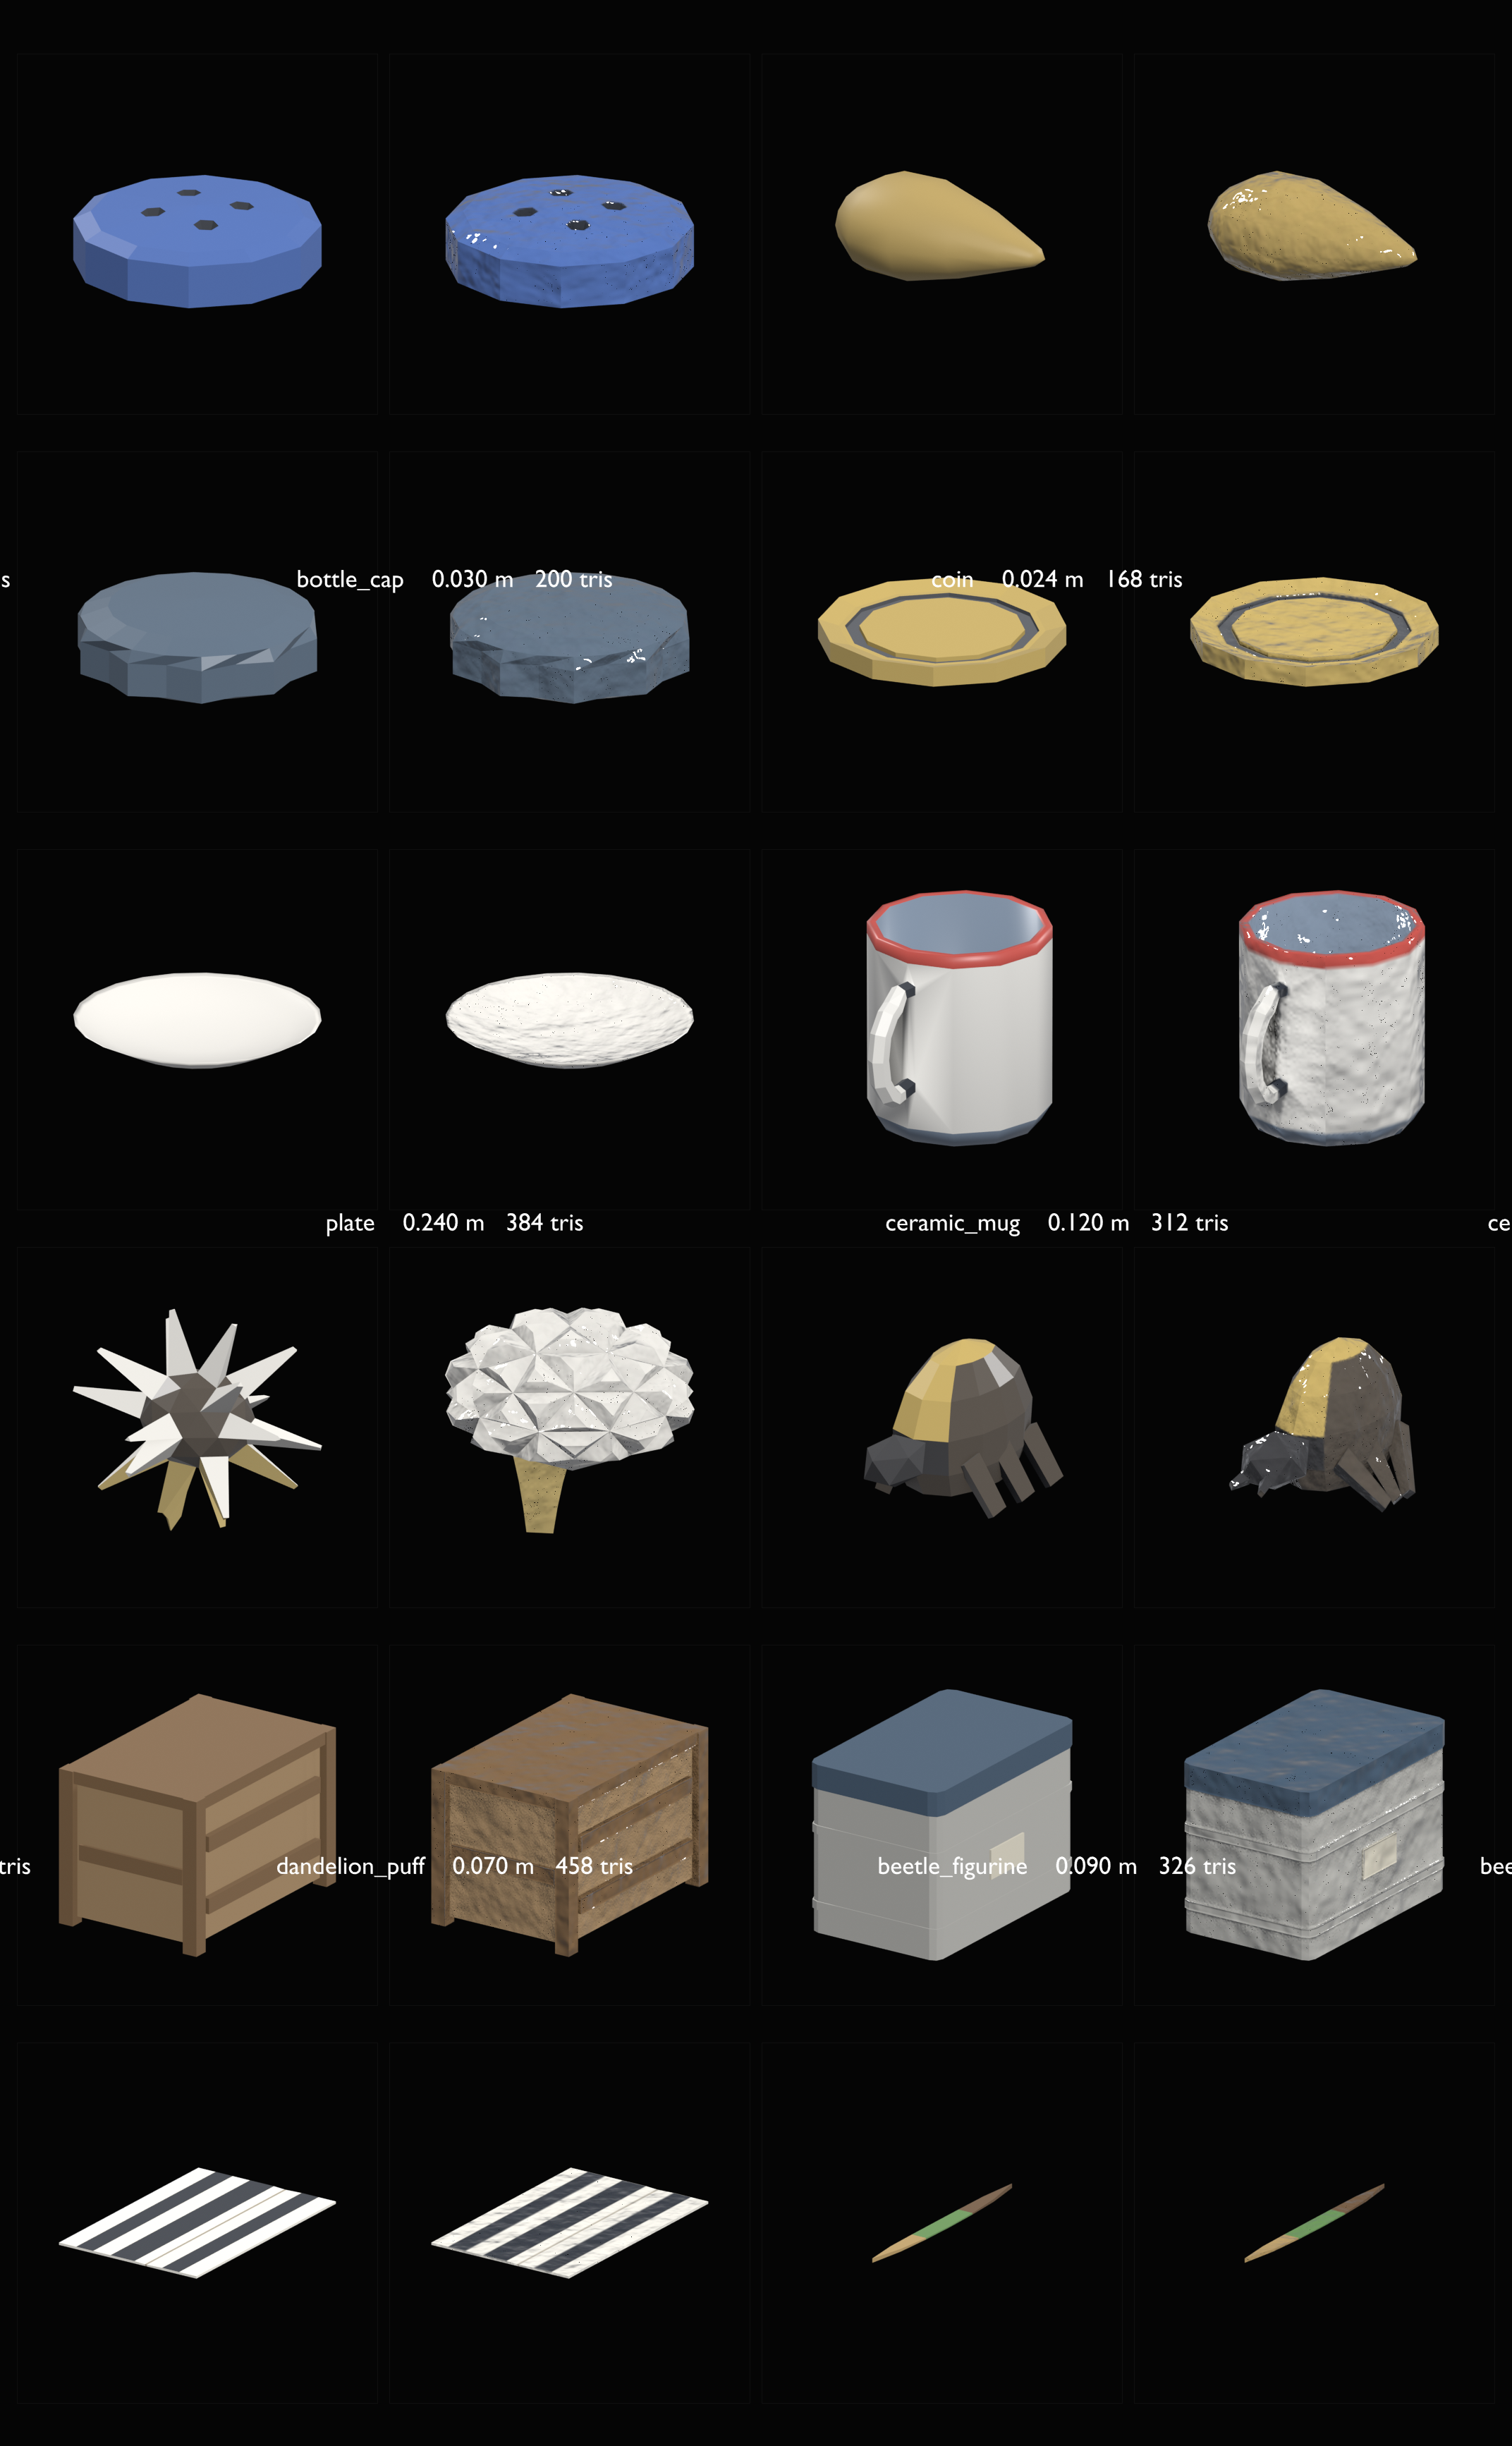 s bottle_cap 0.030 m 200 tris coin 0.024 m 168 tris
plate 0.240 m 384 tris ceramic_mug 0.120 m 312 tris ce
tris dandelion_puff 0.070 m 458 tris beetle_figurine 0.090 m 326 tris bee